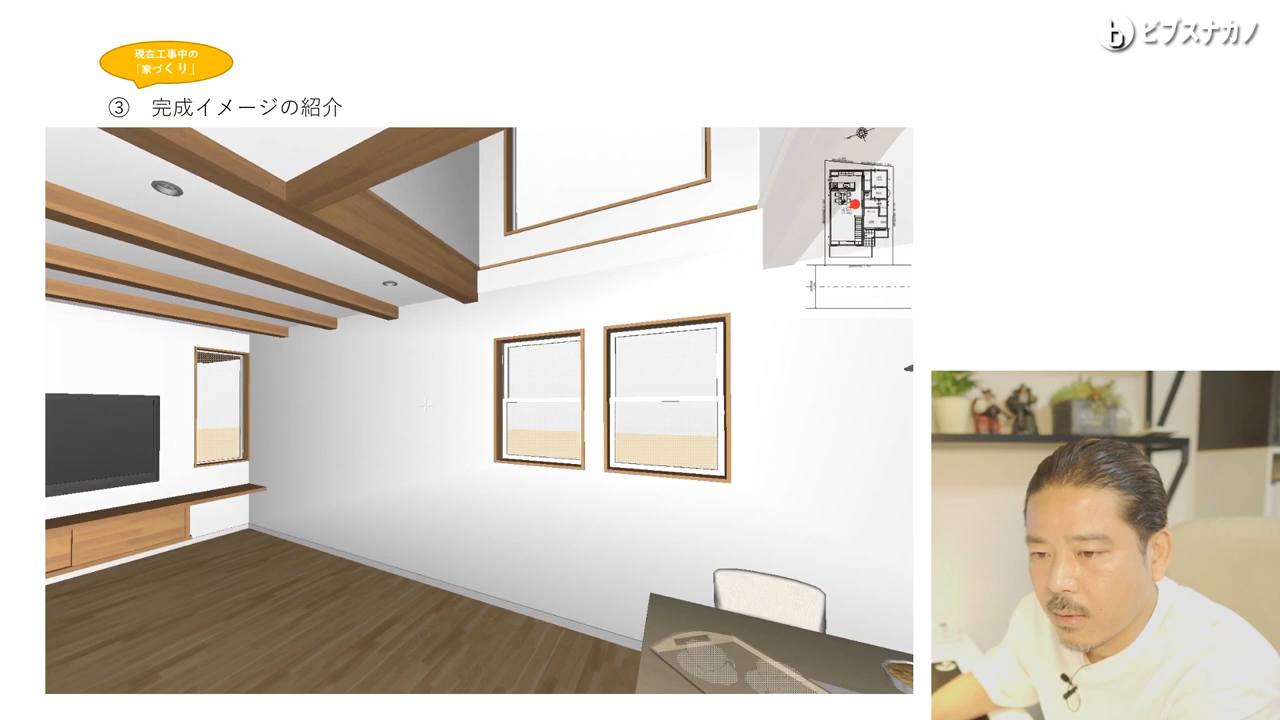 ビブスナカノ
現在工事中の
「家づくり」
③ 完成イメージの紹介